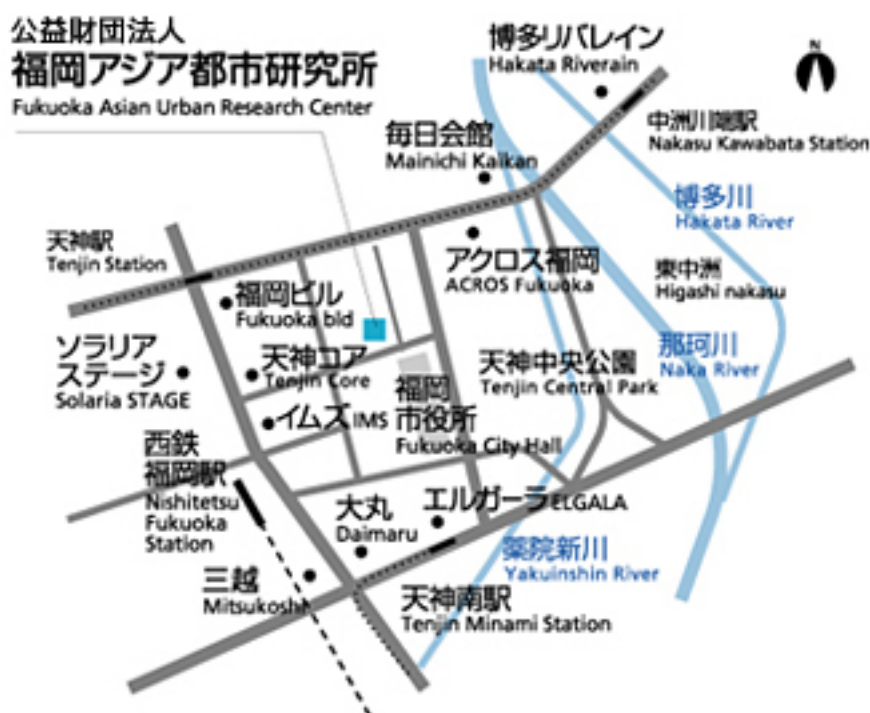 公益財団法人
福岡アジア都市研究所
Fukuoka Asian Urban Research Center
博多リバレイン
Hakata Riverain
N
中洲川端駅
Nakasu Kawabata Station
毎日会館
Mainichi Kaikan
博多川
Hakata River
天神駅
Tenjin Station
アクロス福岡
ACROS Fukuoka
東中洲
Higashi nakasu
福岡ビル
Fukuoka bld
ソラリア
ステージ
Solaria STAGE
天神コア
Tenjin Core
天神中央公園
Tenjin Central Park
那珂川
Naka River
イムズ IMS
福岡
市役所
Fukuoka City Hall
西鉄
福岡駅
Nishitetsu
Fukuoka
Station
大丸
Daimaru
エルガーラ ELGALA
薬院新川
Yakuinshin River
三越
Mitsukoshi
天神南駅
Tenjin Minami Station